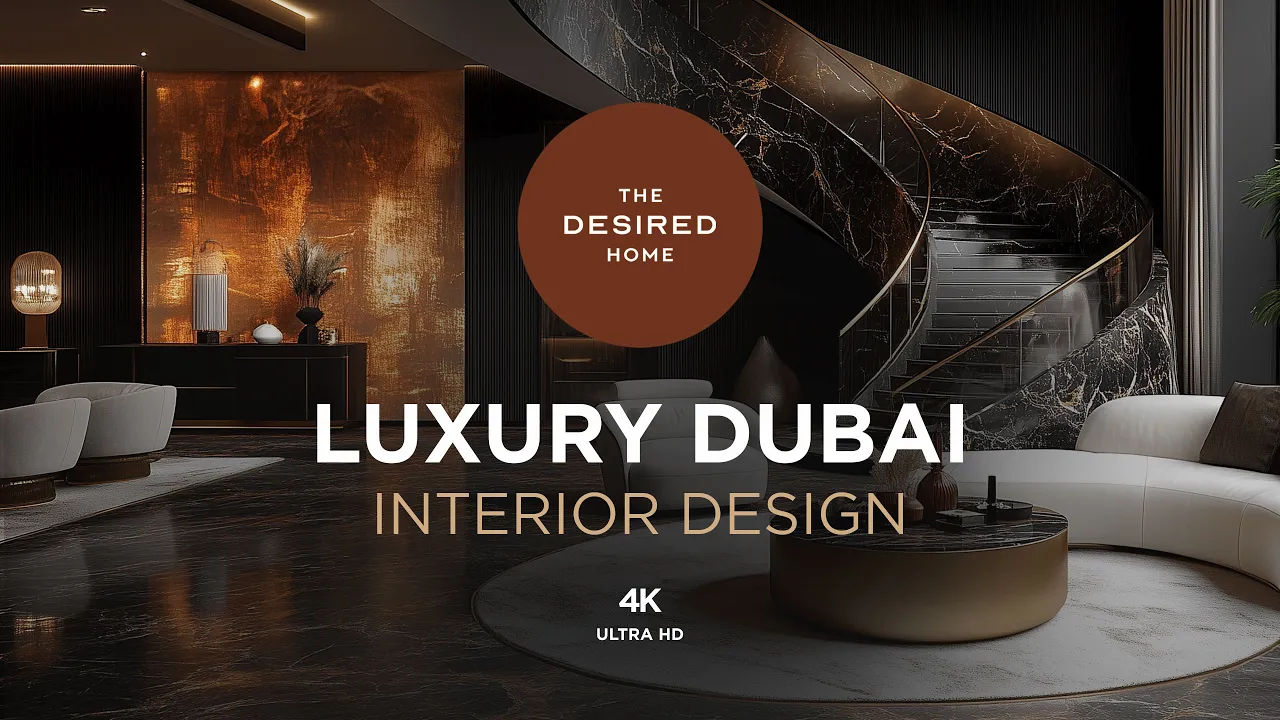 THE
DESIRED
HOME
LUXURY DUBAI
INTERIOR DESIGN
4K
ULTRA HD